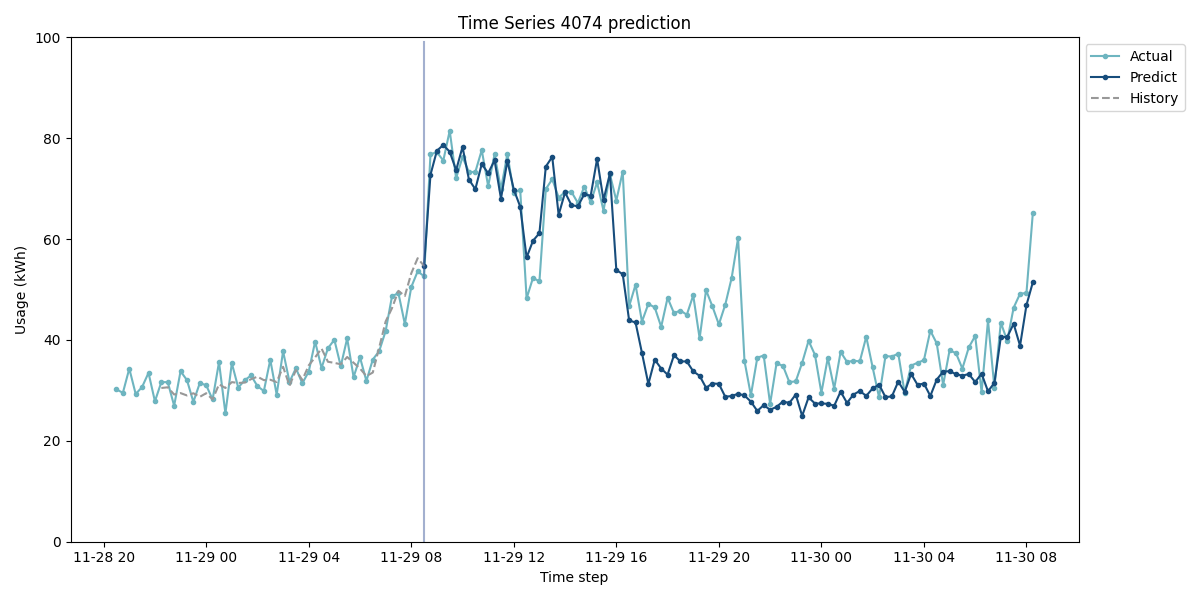 Time Series 4074 prediction
Usage (kWh)
100
80
60
40
20
0
11-28 20
11-29 00
11-29 04
11-29 08
11-29 12
11-29 16
11-29 20
11-30 00
11-30 04
11-30 08
Time step
Actual
Predict
History